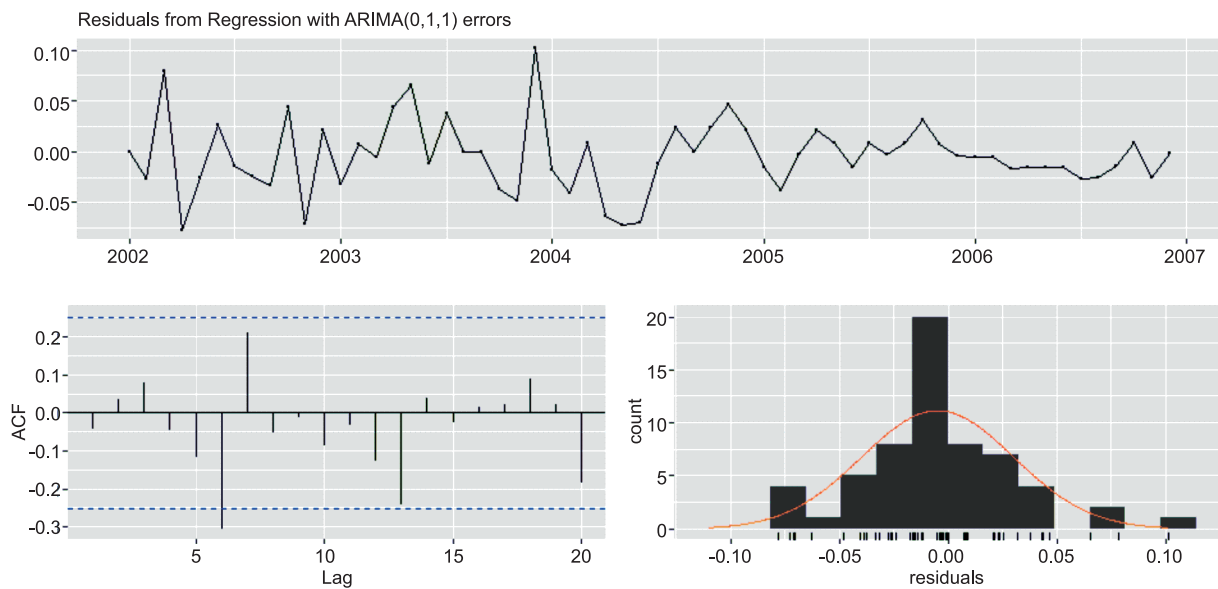 Residuals from Regression with ARIMA(0,1,1) errors
0.10
0.05
0.00
-0.05
2002 2003 2004 2005 2006 2007
ACF
0.2
0.1
0.0
-0.1
-0.2
-0.3
5 10 15 20
Lag
count
20
15
10
5
0
-0.10 -0.05 0.00 0.05 0.10
residuals